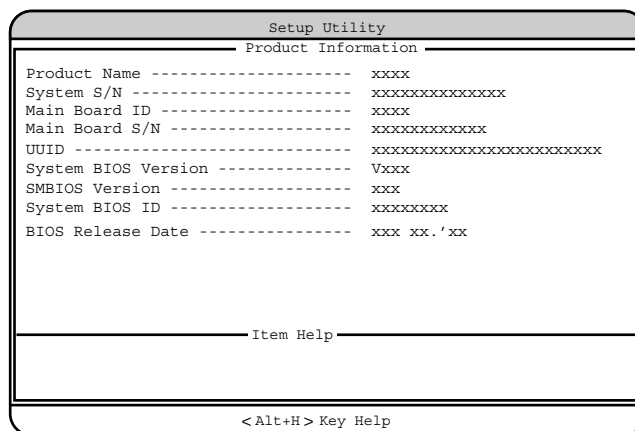 Setup Utility
Product Information
Product Name --------------------- xxxx
System S/N ----------------------- xxxxxxxxxxxxxx
Main Board ID -------------------- xxxx
Main Board S/N ------------------- xxxxxxxxxxxx
UUID ----------------------------- xxxxxxxxxxxxxxxxxxxxxxxx
System BIOS Version -------------- Vxxx
SMBIOS Version ------------------- xxx
System BIOS ID ------------------- xxxxxxxx
BIOS Release Date ---------------- xxx xx.’xx
Item Help
<Alt+H> Key Help